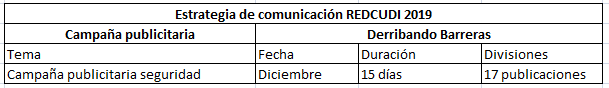 Estrategia de comunicación REDCUDI 2019
Campaña publicitaria Derribando Barreras
Tema Fecha Duración Divisiones
Campaña publicitaria seguridad Diciembre 15 días 17 publicaciones